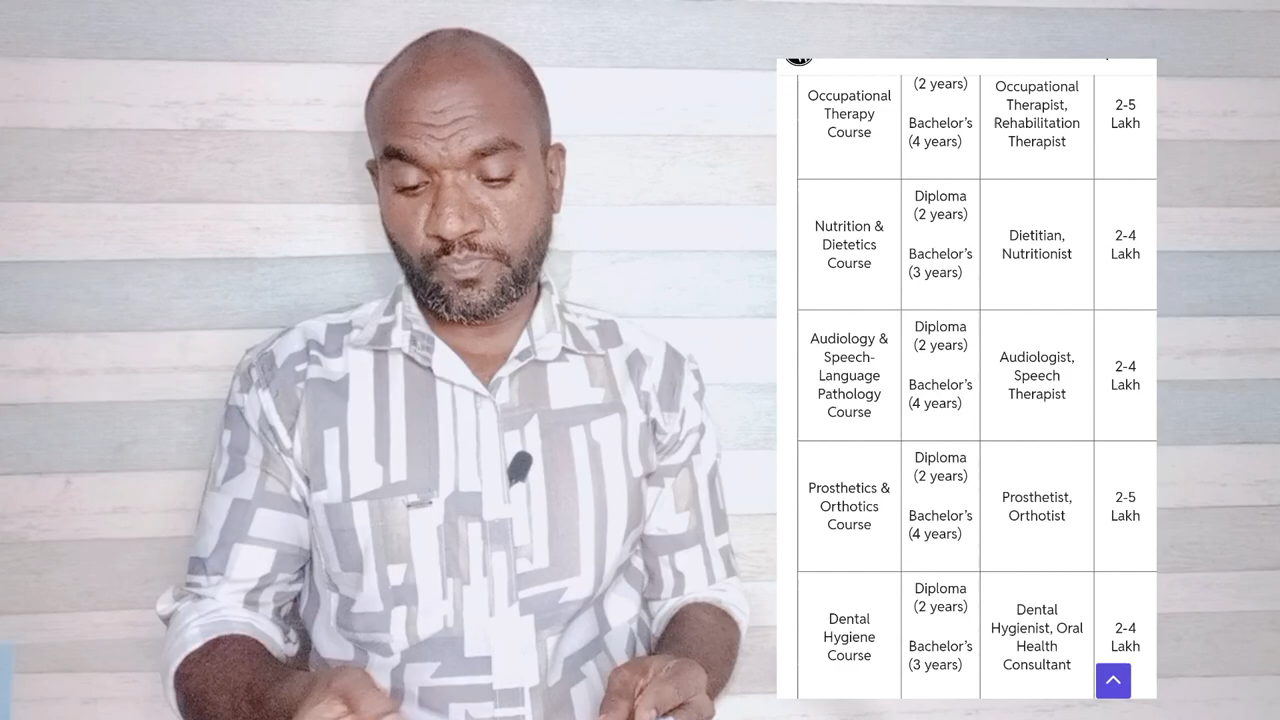 Occupational
Therapy
Course
(2 years)
Bachelor's
(4 years)
Occupational
Therapist,
Rehabilitation
Therapist
2-5
Lakh
Nutrition &
Dietetics
Course
Diploma
(2 years)
Bachelor's
(3 years)
Dietitian,
Nutritionist
2-4
Lakh
Audiology &
Speech-
Language
Pathology
Course
Diploma
(2 years)
Bachelor's
(4 years)
Audiologist,
Speech
Therapist
2-4
Lakh
Prosthetics &
Orthotics
Course
Diploma
(2 years)
Bachelor's
(4 years)
Prosthetist,
Orthotist
2-5
Lakh
Dental
Hygiene
Course
Diploma
(2 years)
Bachelor's
(3 years)
Dental
Hygienist, Oral
Health
Consultant
2-4
Lakh